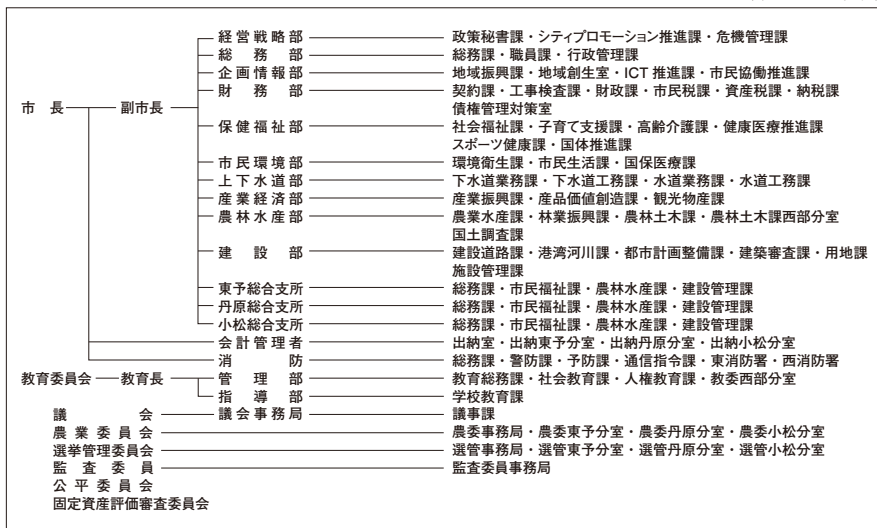 経営戦略部 政策秘書課・シティプロモーション推進課・危機管理課
総務部 総務課・職員課・行政管理課
企画情報部 地域振興課・地域創生室・ICT推進課・市民協働推進課
市長 副市長 財務部 契約課・工事検査課・財政課・市民税課・資産税課・納税課
債権管理対策室
保健福祉部 社会福祉課・子育て支援課・高齢介護課・健康医療推進課
スポーツ健康課・国体推進課
市民環境部 環境衛生課・市民生活課・国保医療課
上下水道部 下水道業務課・下水道工務課・水道業務課・水道工務課
産業経済部 産業振興課・産品価値創造課・観光物産課
農林水産部 農業水産課・林業振興課・農林土木課・農林土木課西部分室
国土調査課
建設部 建設道路課・港湾河川課・都市計画整備課・建築審査課・用地課
施設管理課
東予総合支所 総務課・市民福祉課・農林水産課・建設管理課
丹原総合支所 総務課・市民福祉課・農林水産課・建設管理課
小松総合支所 総務課・市民福祉課・農林水産課・建設管理課
会計管理者 出納室・出納東予分室・出納丹原分室・出納小松分室
消防 総務課・警防課・予防課・通信指令課・東消防署・西消防署
教育委員会 教育長 管理部 教育総務課・社会教育課・人権教育課・教委西部分室
指導部 学校教育課
議会 議会事務局 議事課
農業委員会 農委事務局・農委東予分室・農委丹原分室・農委小松分室
選挙管理委員会 選管事務局・選管東予分室・選管丹原分室・選管小松分室
監査委員 監査委員事務局
公平委員会
固定資産評価審査委員会